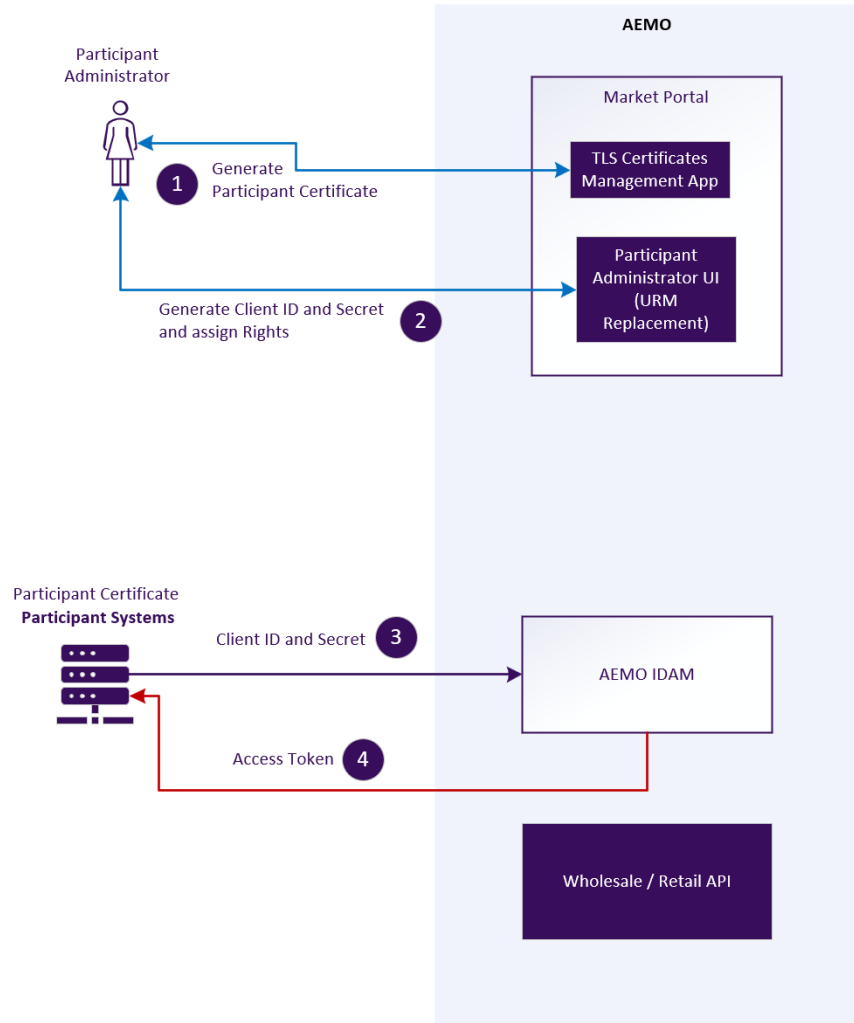 AEMO
Participant
Administrator
Market Portal
TLS Certificates
Management App
1
Generate
Participant Certificate
Participant
Administrator UI
(URM
Replacement)
Generate Client ID and Secret
and assign Rights
2
Participant Certificate
Participant Systems
Client ID and Secret
3
AEMO IDAM
Access Token
4
Wholesale / Retail API